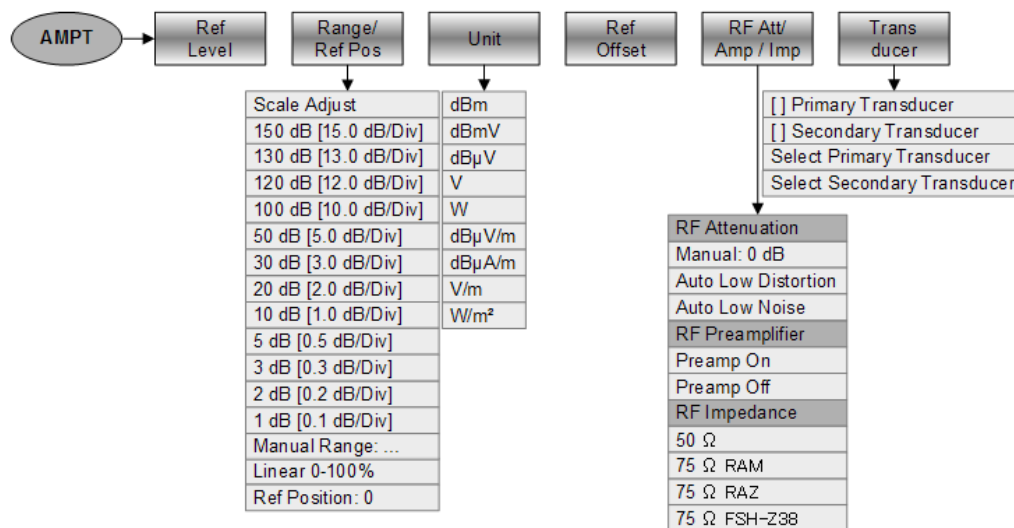 AMPT
Ref
Level
Range/
Ref Pos
Unit
Ref
Offset
RF Att/
Amp / Imp
Trans
ducer
Scale Adjust
150 dB [15.0 dB/Div]
130 dB [13.0 dB/Div]
120 dB [12.0 dB/Div]
100 dB [10.0 dB/Div]
50 dB [5.0 dB/Div]
30 dB [3.0 dB/Div]
20 dB [2.0 dB/Div]
10 dB [1.0 dB/Div]
5 dB [0.5 dB/Div]
3 dB [0.3 dB/Div]
2 dB [0.2 dB/Div]
1 dB [0.1 dB/Div]
Manual Range: ...
Linear 0-100%
Ref Position: 0
dBm
dBmV
dBµV
V
W
dBµV/m
dBµA/m
V/m
W/m²
RF Attenuation
Manual: 0 dB
Auto Low Distortion
Auto Low Noise
RF Preamplifier
Preamp On
Preamp Off
RF Impedance
50 Ω
75 Ω RAM
75 Ω RAZ
75 Ω FSH-Z38
[ ] Primary Transducer
[ ] Secondary Transducer
Select Primary Transducer
Select Secondary Transducer